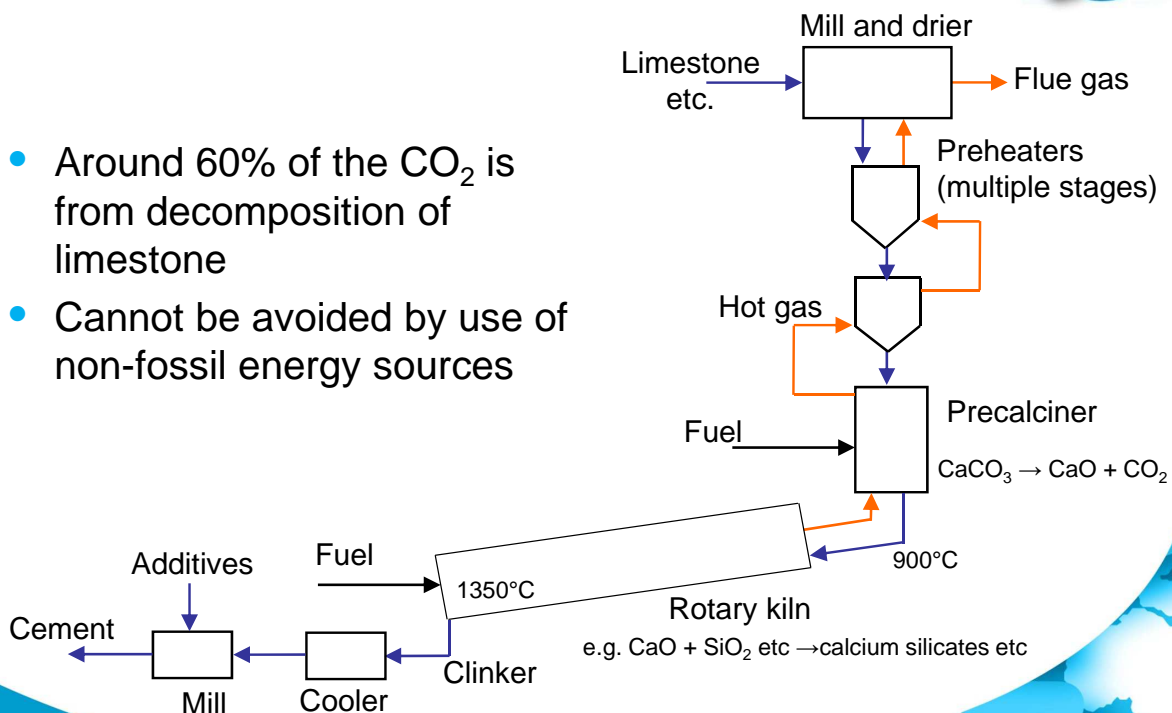 Mill and drier
Limestone
etc.
Flue gas
• Around 60% of the CO₂ is
from decomposition of
limestone
• Cannot be avoided by use of
non-fossil energy sources
Preheaters
(multiple stages)
Hot gas
Precalciner
Fuel
CaCO₃ → CaO + CO₂
900°C
Fuel
1350°C
Additives
Rotary kiln
e.g. CaO + SiO₂ etc →calcium silicates etc
Cement
Clinker
Mill
Cooler